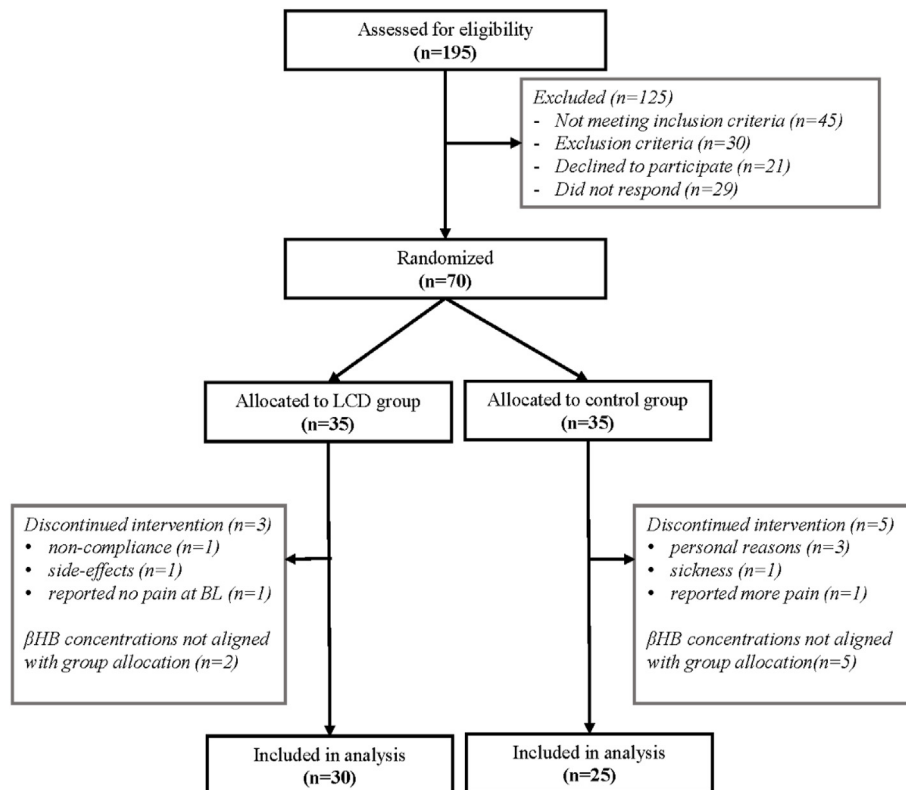 Assessed for eligibility
(n=195)
Excluded (n=125)
- Not meeting inclusion criteria (n=45)
- Exclusion criteria (n=30)
- Declined to participate (n=21)
- Did not respond (n=29)
Randomized
(n=70)
Allocated to LCD group
(n=35)
Allocated to control group
(n=35)
Discontinued intervention (n=3)
• non-compliance (n=1)
• side-effects (n=1)
• reported no pain at BL (n=1)
βHB concentrations not aligned
with group allocation (n=2)
Discontinued intervention (n=5)
• personal reasons (n=3)
• sickness (n=1)
• reported more pain (n=1)
βHB concentrations not aligned
with group allocation(n=5)
Included in analysis
(n=30)
Included in analysis
(n=25)